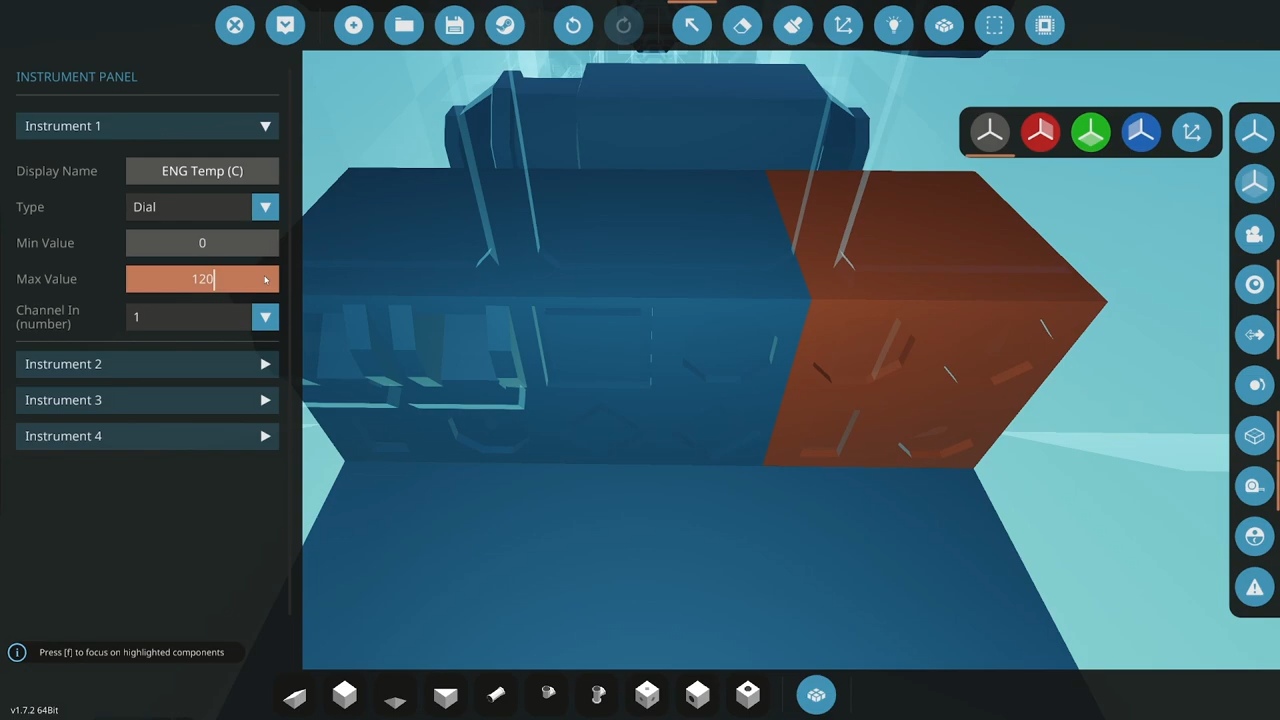 INSTRUMENT PANEL
Instrument 1
Display Name ENG Temp (C)
Type Dial
Min Value 0
Max Value 120
Channel In (number) 1
Instrument 2
Instrument 3
Instrument 4
Press [f] to focus on highlighted components
v1.7.2 64Bit